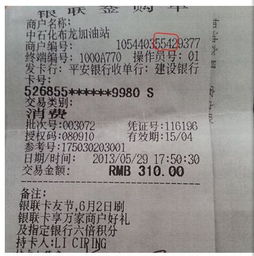 银联签购单
商户名称:
中石化布龙加油站
商户编号: 105440355429377
终端编号: 1000A770 操作员号: 01
发卡行: 平安银行收单行: 建设银行
卡号:
526855******9980 S
交易类别:
消费
批次号:003072 凭证号:116196
授权码:080910 有效期:15/04
参考号:175030203001
日期时间:2013/05/29 17:50:30
交易金额: RMB 310.00
备注:
银联卡友节,6月2日刷
银联卡享万家商户好礼
及指定银行六倍积分
持卡人:LI CIPING